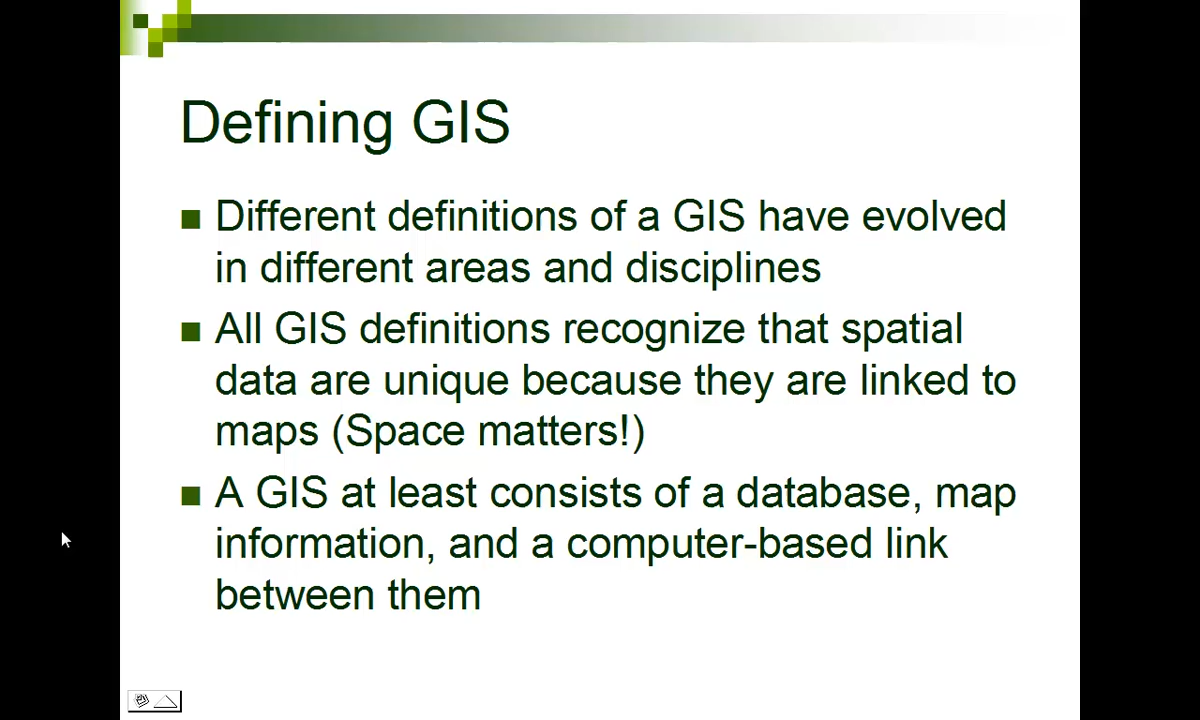 Defining GIS
Different definitions of a GIS have evolved
in different areas and disciplines
All GIS definitions recognize that spatial
data are unique because they are linked to
maps (Space matters!)
A GIS at least consists of a database, map
information, and a computer-based link
between them